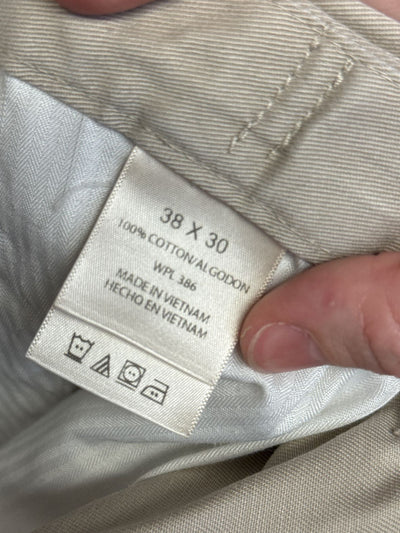 38 X 30
100% COTTON/ALGODON
WPL 386
MADE IN VIETNAM
HECHO EN VIETNAM